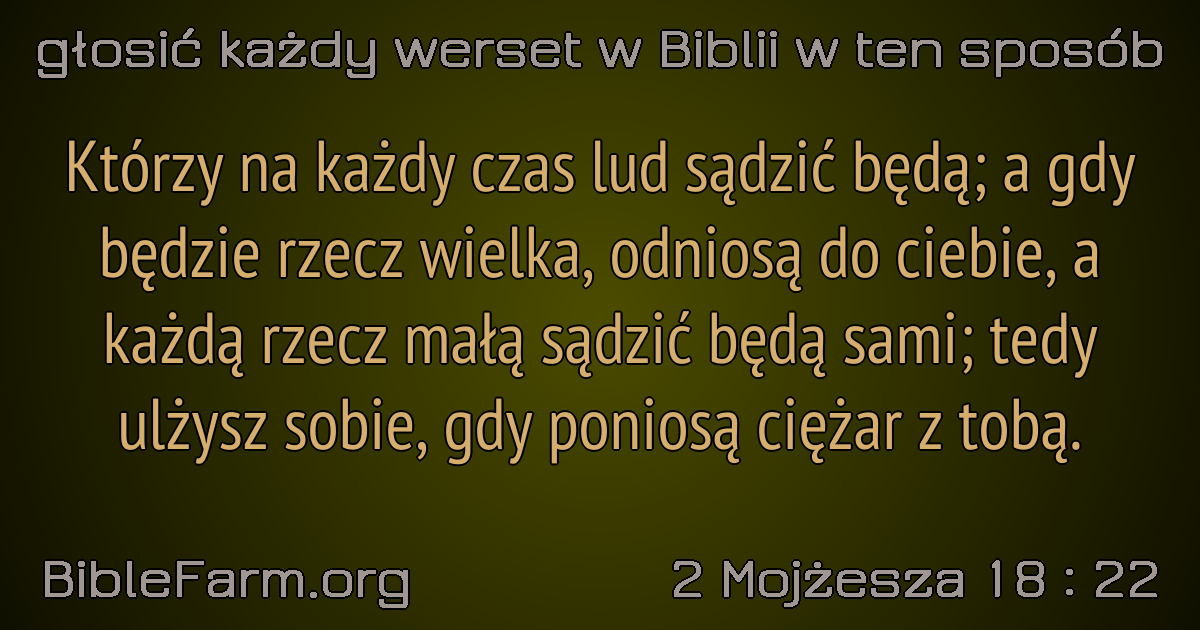 głosić każdy werset w Biblii w ten sposób
Którzy na każdy czas lud sądzić będą; a gdy
będzie rzecz wielka, odniosą do ciebie, a
każdą rzecz małą sądzić będą sami; tedy
ulżysz sobie, gdy poniosą ciężar z tobą.
BibleFarm.org
2 Mojżesza 18 : 22